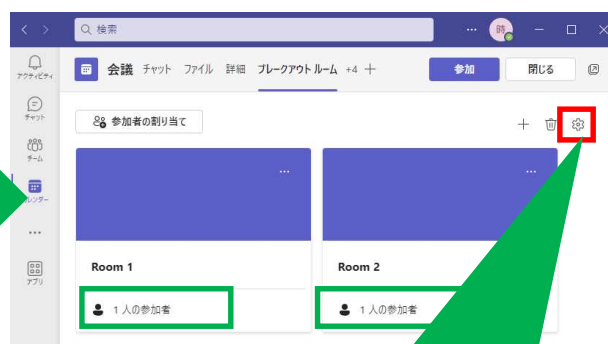 検索
時
会議 チャット ファイル 詳細 ブレークアウト ルーム +4
参加
閉じる
アクティビティ
チャット
チーム
レンダー
アプリ
参加者の割り当て
Room 1
Room 2
1 人の参加者
1 人の参加者